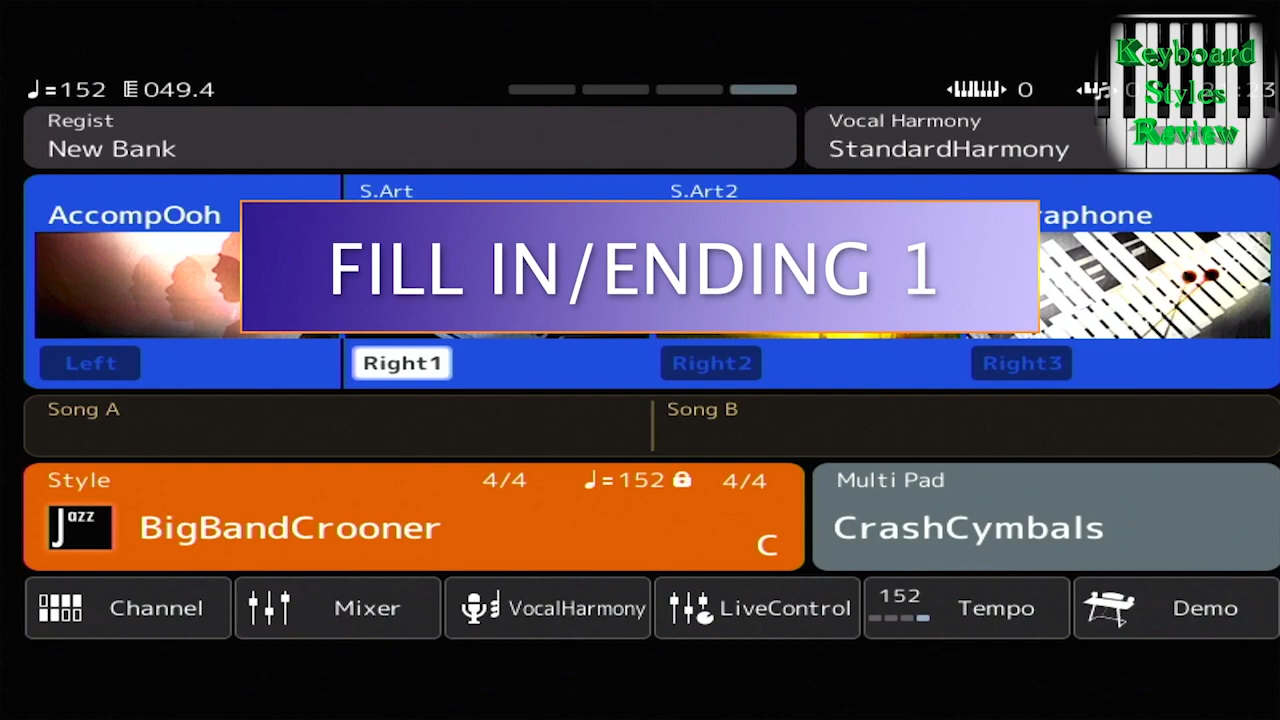 =152 049.4
0
23
Keyboard
Styles
Review
Regist
New Bank
Vocal Harmony
StandardHarmony
S.Art
S.Art2
AccompOoh
raphone
FILL IN/ENDING 1
Left
Right1
Right2
Right3
Song A
Song B
Style
4/4
=152
4/4
Jazz
BigBandCrooner
C
Multi Pad
CrashCymbals
Channel
Mixer
VocalHarmony
LiveControl
152
Tempo
Demo